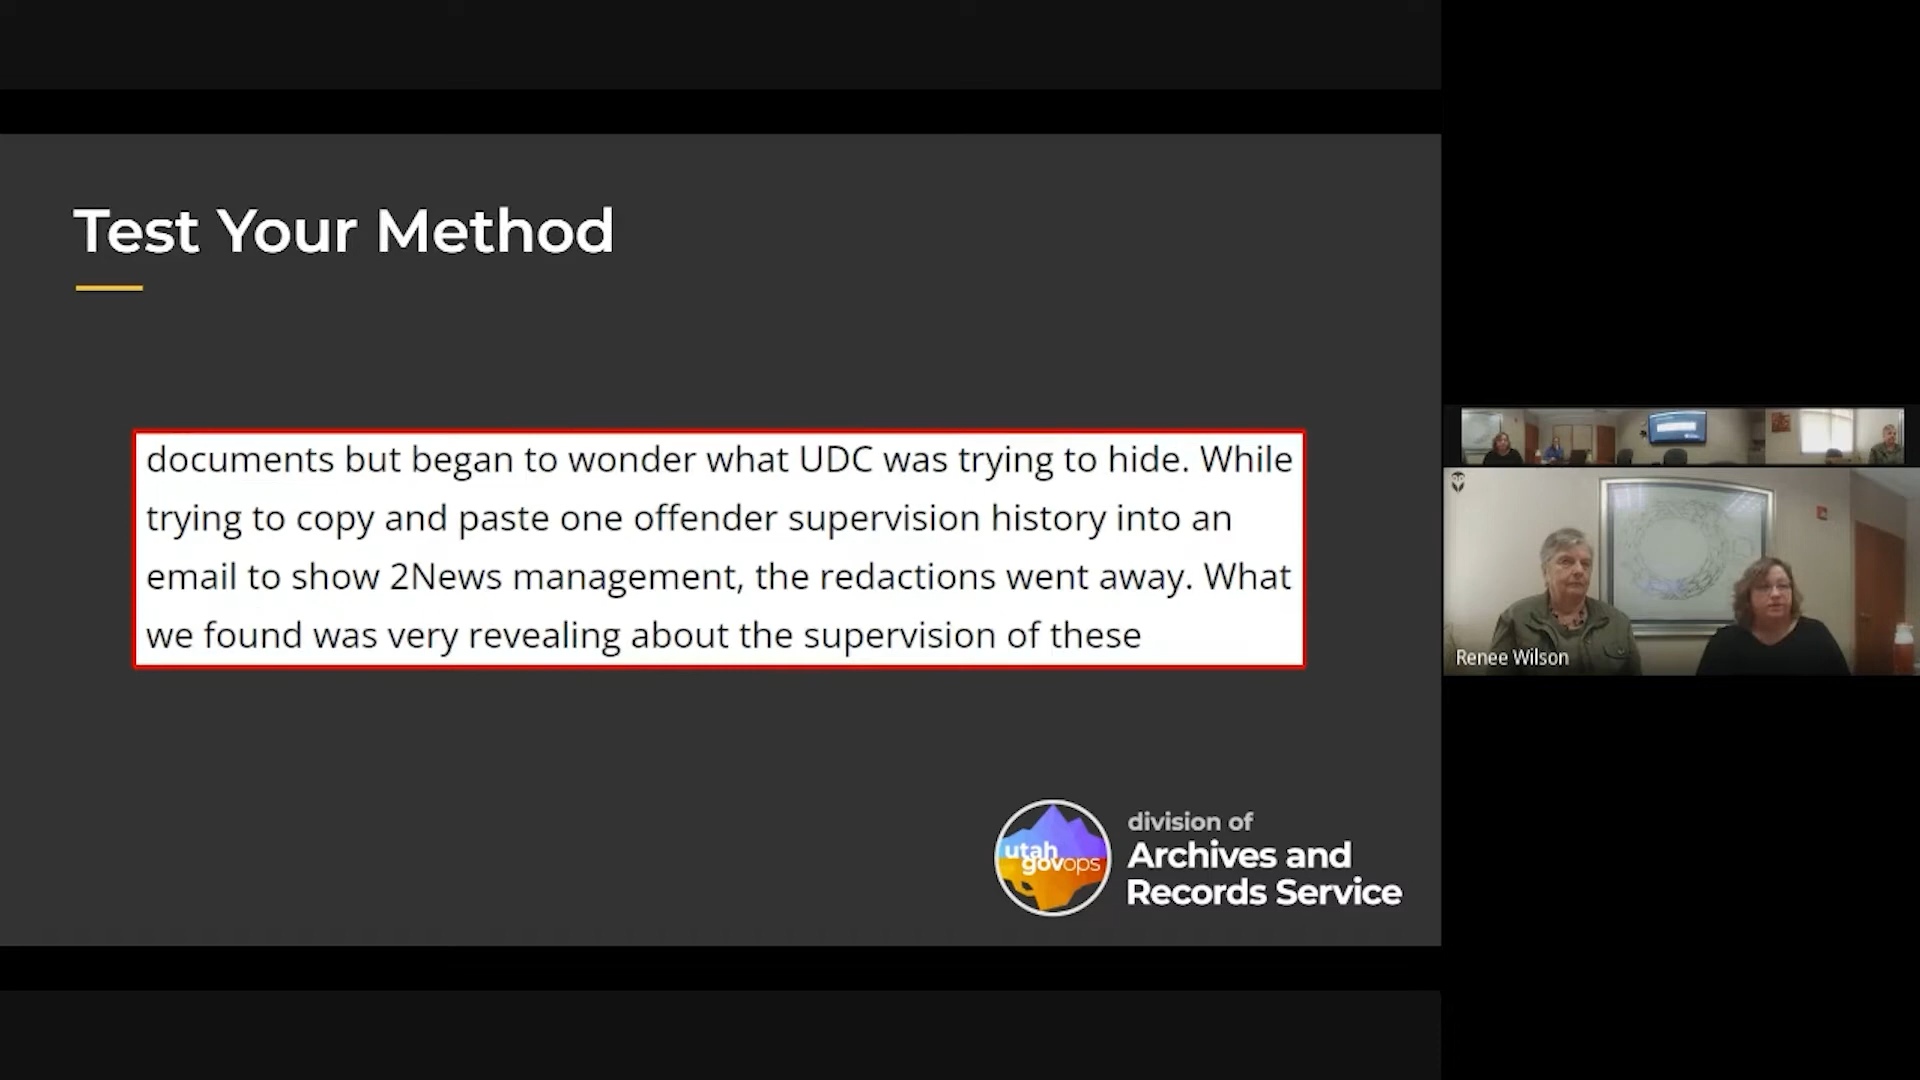 Test Your Method
documents but began to wonder what UDC was trying to hide. While
trying to copy and paste one offender supervision history into an
email to show 2News management, the redactions went away. What
we found was very revealing about the supervision of these
utah
govops
division of
Archives and
Records Service
Renee Wilson